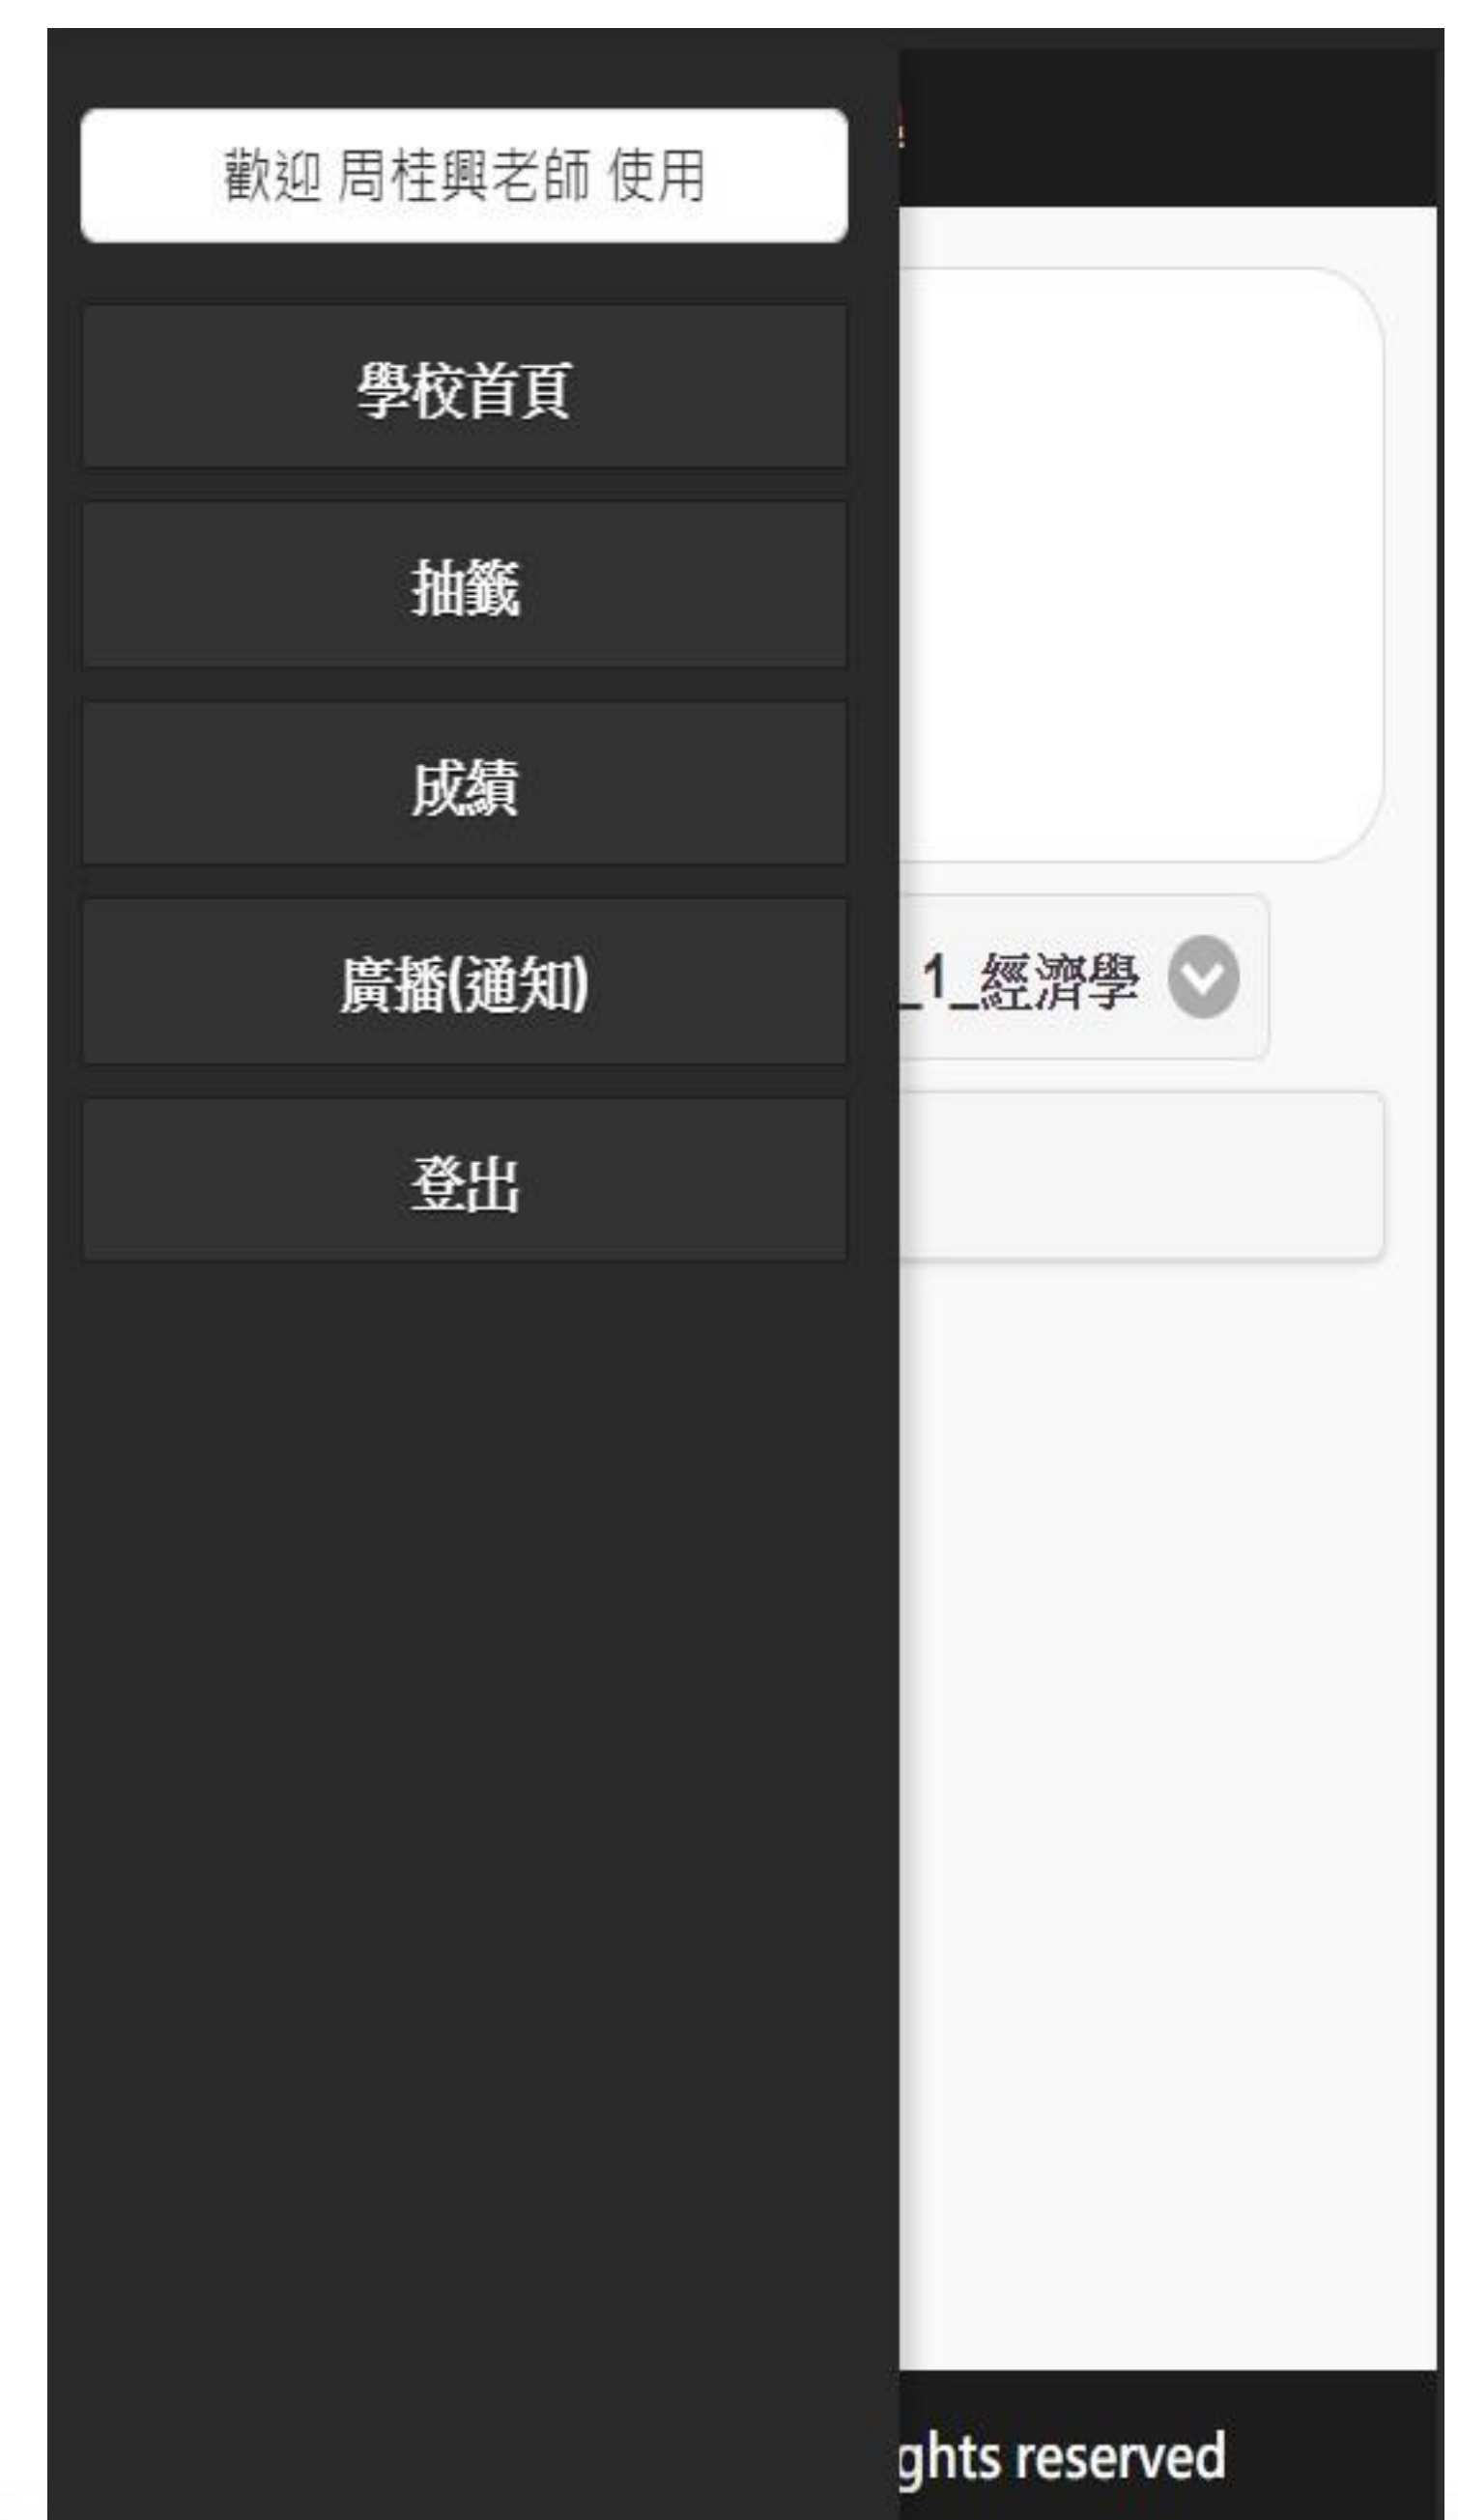 歡迎 周桂興老師 使用
學校首頁
抽籤
成績
廣播(通知)
_1_經濟學
登出
ghts reserved